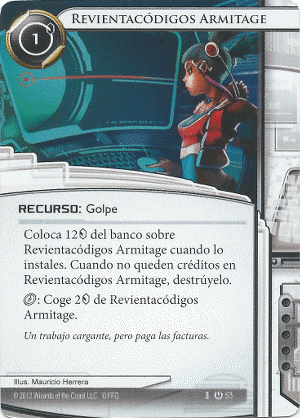 Revientacódigos Armitage
1
RECURSO: Golpe
Coloca 12 del banco sobre
Revientacódigos Armitage cuando lo
instales. Cuando no queden créditos en
Revientacódigos Armitage, destrúyelo.
: Coge 2 de Revientacódigos
Armitage.
Un trabajo cargante, pero paga las facturas.
Illus. Mauricio Herrera
© 2012 Wizards of the Coast LLC. © FFG
53